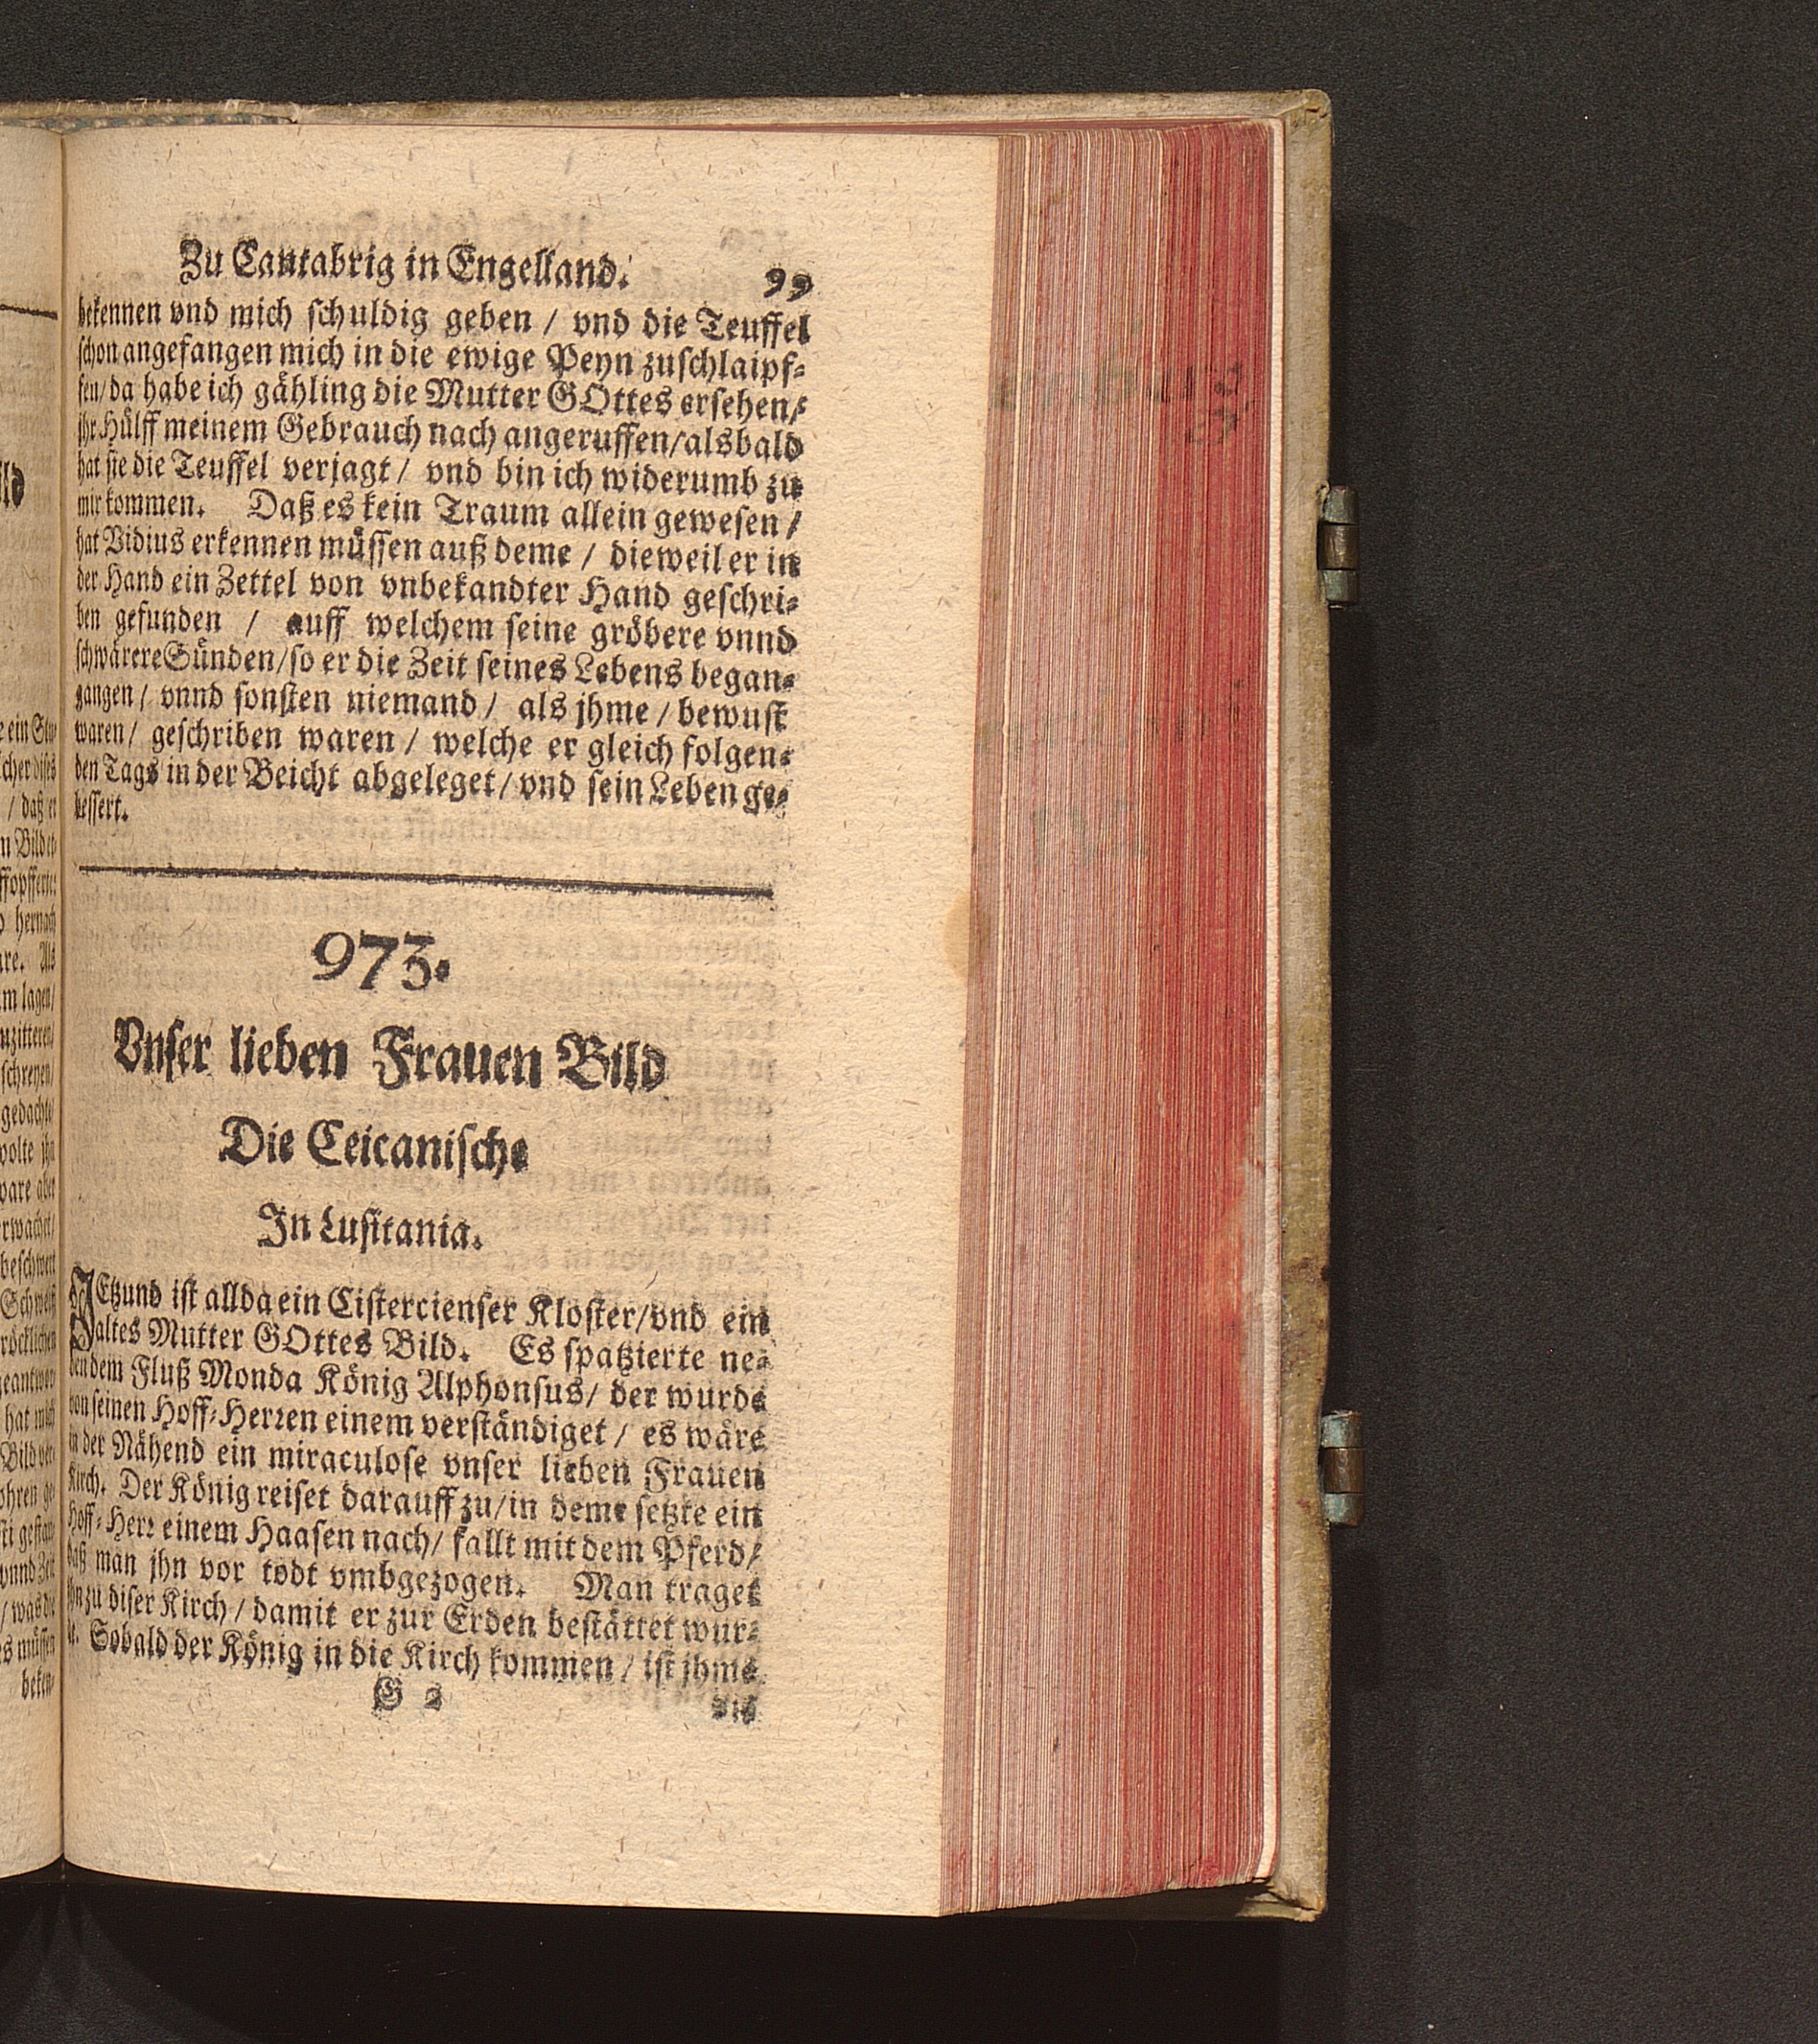 Zu Cantabrig in Engelland. 99
bekennen vnd mich schuldig geben / vnd die Teuffel
schon angefangen mich in die ewige Peyn zuschlaipf-
fen/ da habe ich gähling die Mutter GOttes ersehen/
jhr Hülff meinem Gebrauch nach angeruffen/alsbald
hat sie die Teuffel verjagt / vnd bin ich widerumb zu
mir kommen. Daß es kein Traum allein gewesen /
hat Vidius erkennen müssen auß deme / dieweil er in
der Hand ein Zettel von vnbekandter Hand geschri-
ben gefunden / auff welchem seine gröbere vnnd
schwärere Sünden/so er die Zeit seines Lebens began-
gangen / vnnd sonsten niemand / als jhme / bewust
waren/ geschriben waren / welche er gleich folgen-
den Tags in der Beicht abgeleget / vnd sein Leben ge-
bessert.
973.
Vnser lieben Frauen Bild
Die Ceicanische
In Lusitania.
JEtzund ist allda ein Cistercienser Kloster/vnd ein
altes Mutter GOttes Bild. Es spatzierte ne-
ben dem Fluß Monda König Alphonsus/ der wurde
von seinen Hoff-Herren einem verständiget / es wäre
in der Nähend ein miraculose vnser lieben Frauen
Kirch. Der König reiset darauff zu/in deme setzte ein
Hoff-Herr einem Haasen nach/ fallt mit dem Pferd/
daß man jhn vor todt vmbgezogen. Man traget
jhn zu diser Kirch / damit er zur Erden bestättet wur-
de. Sobald der König in die Kirch kommen / ist jhme
G 2 die